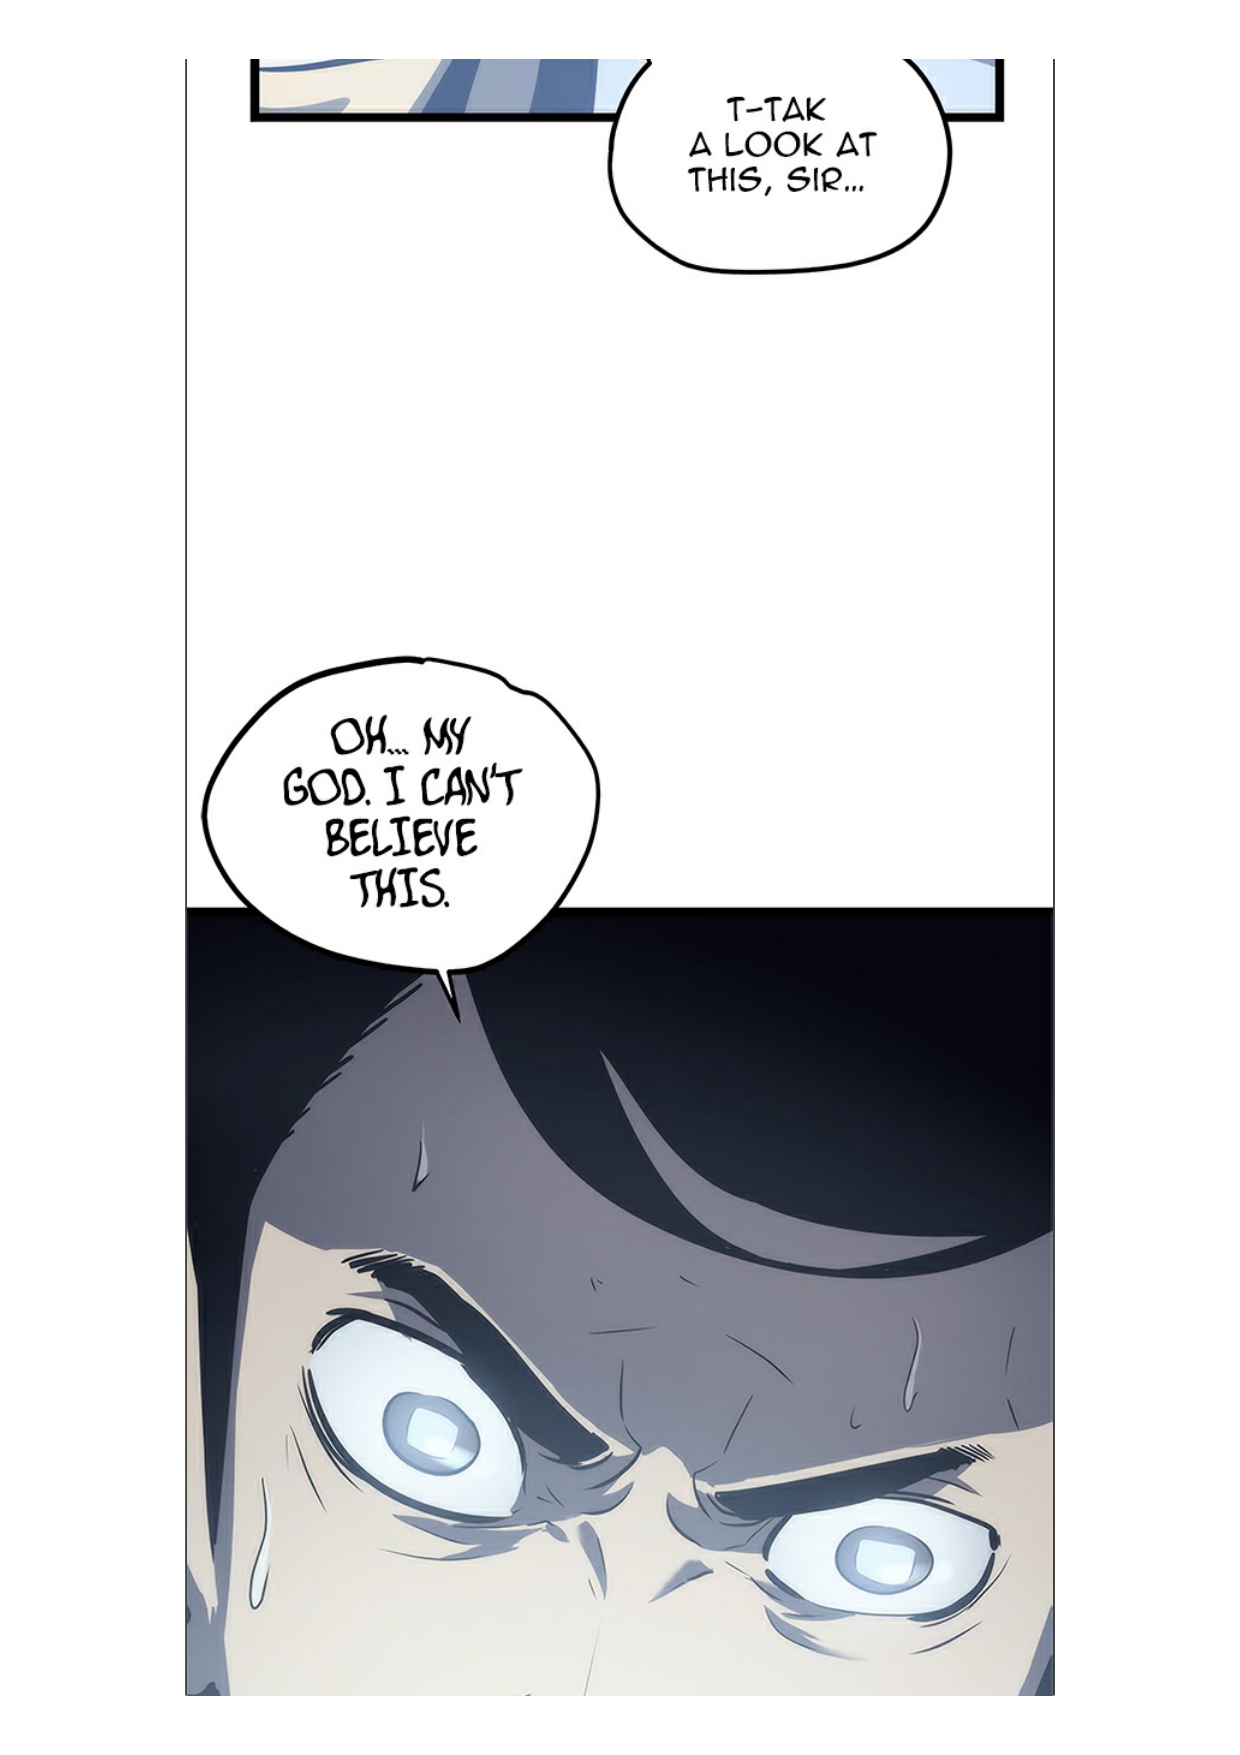 T-TAK
A LOOK AT
THIS, SIR...
OH... MY
GOD. I CAN'T
BELIEVE
THIS.